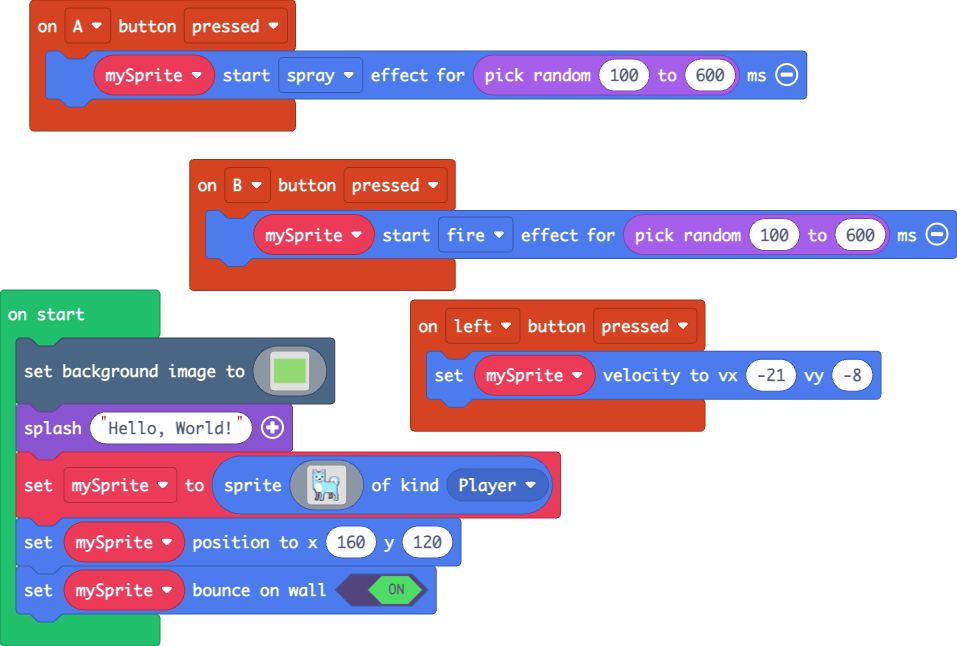 on A button pressed
mySprite start spray effect for pick random 100 to 600 ms
on B button pressed
mySprite start fire effect for pick random 100 to 600 ms
on start
set background image to
splash "Hello, World!"
set mySprite to sprite of kind Player
set mySprite position to x 160 y 120
set mySprite bounce on wall ON
on left button pressed
set mySprite velocity to vx -21 vy -8